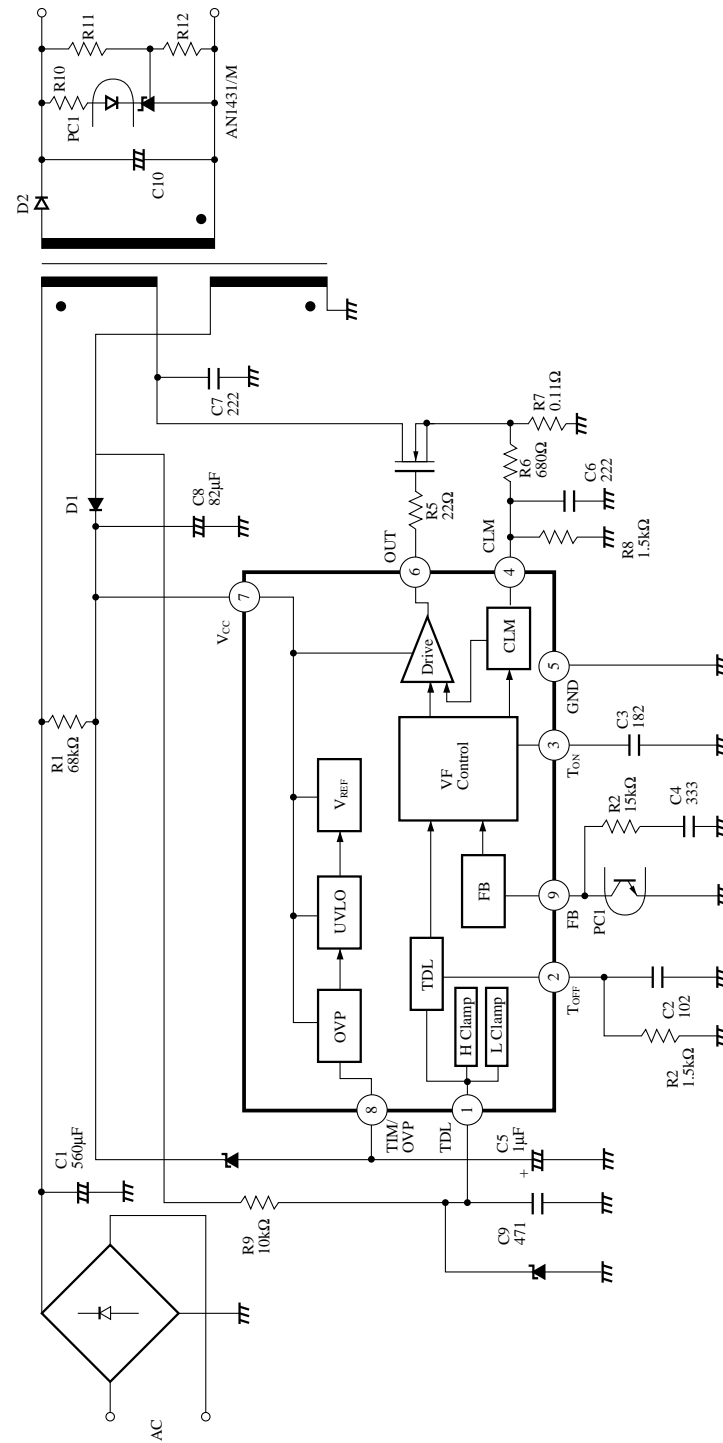 AC
C1
560µF
R1
68kΩ
D1
C8
82µF
D2
C10
PC1
R10
R11
R12
AN1431/M
C7
222
R9
10kΩ
C9
471
C5
1µF
+
TIM/
OVP
8
TDL
1
OVP
UVLO
VREF
VCC
7
H Clamp
L Clamp
TDL
FB
VF
Control
Drive
CLM
OUT
6
R5
22Ω
CLM
4
R6
680Ω
R7
0.11Ω
C6
222
R8
1.5kΩ
GND
5
TON
3
C3
182
FB
9
PC1
R2
15kΩ
C4
333
TOFF
2
C2
102
R2
1.5kΩ